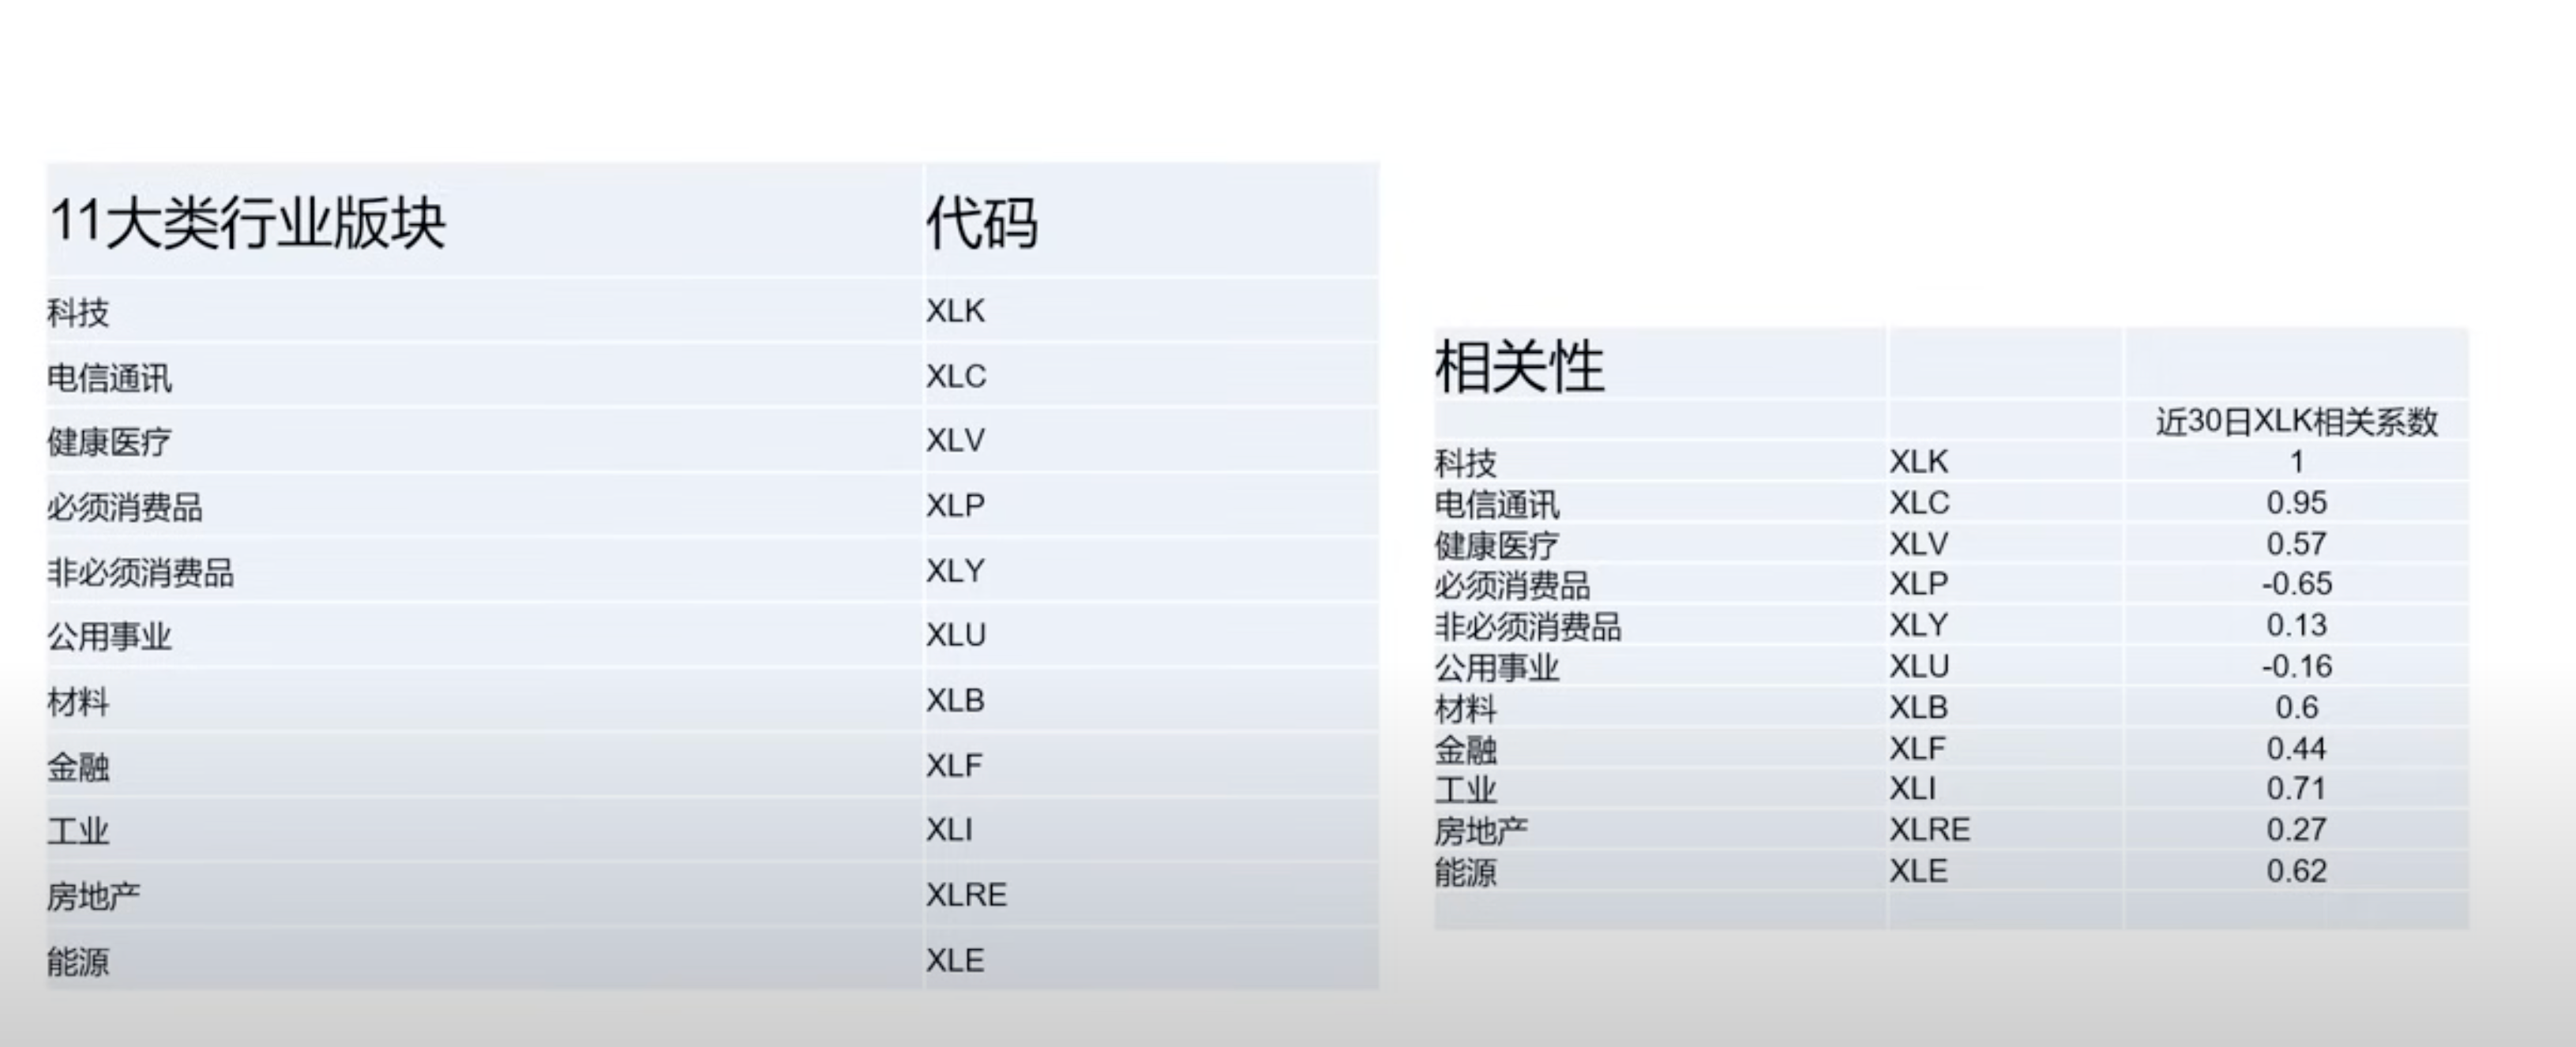 11大类行业版块 代码
科技 XLK
电信通讯 XLC
健康医疗 XLV
必须消费品 XLP
非必须消费品 XLY
公用事业 XLU
材料 XLB
金融 XLF
工业 XLI
房地产 XLRE
能源 XLE
相关性
近30日XLK相关系数
科技 XLK 1
电信通讯 XLC 0.95
健康医疗 XLV 0.57
必须消费品 XLP -0.65
非必须消费品 XLY 0.13
公用事业 XLU -0.16
材料 XLB 0.6
金融 XLF 0.44
工业 XLI 0.71
房地产 XLRE 0.27
能源 XLE 0.62